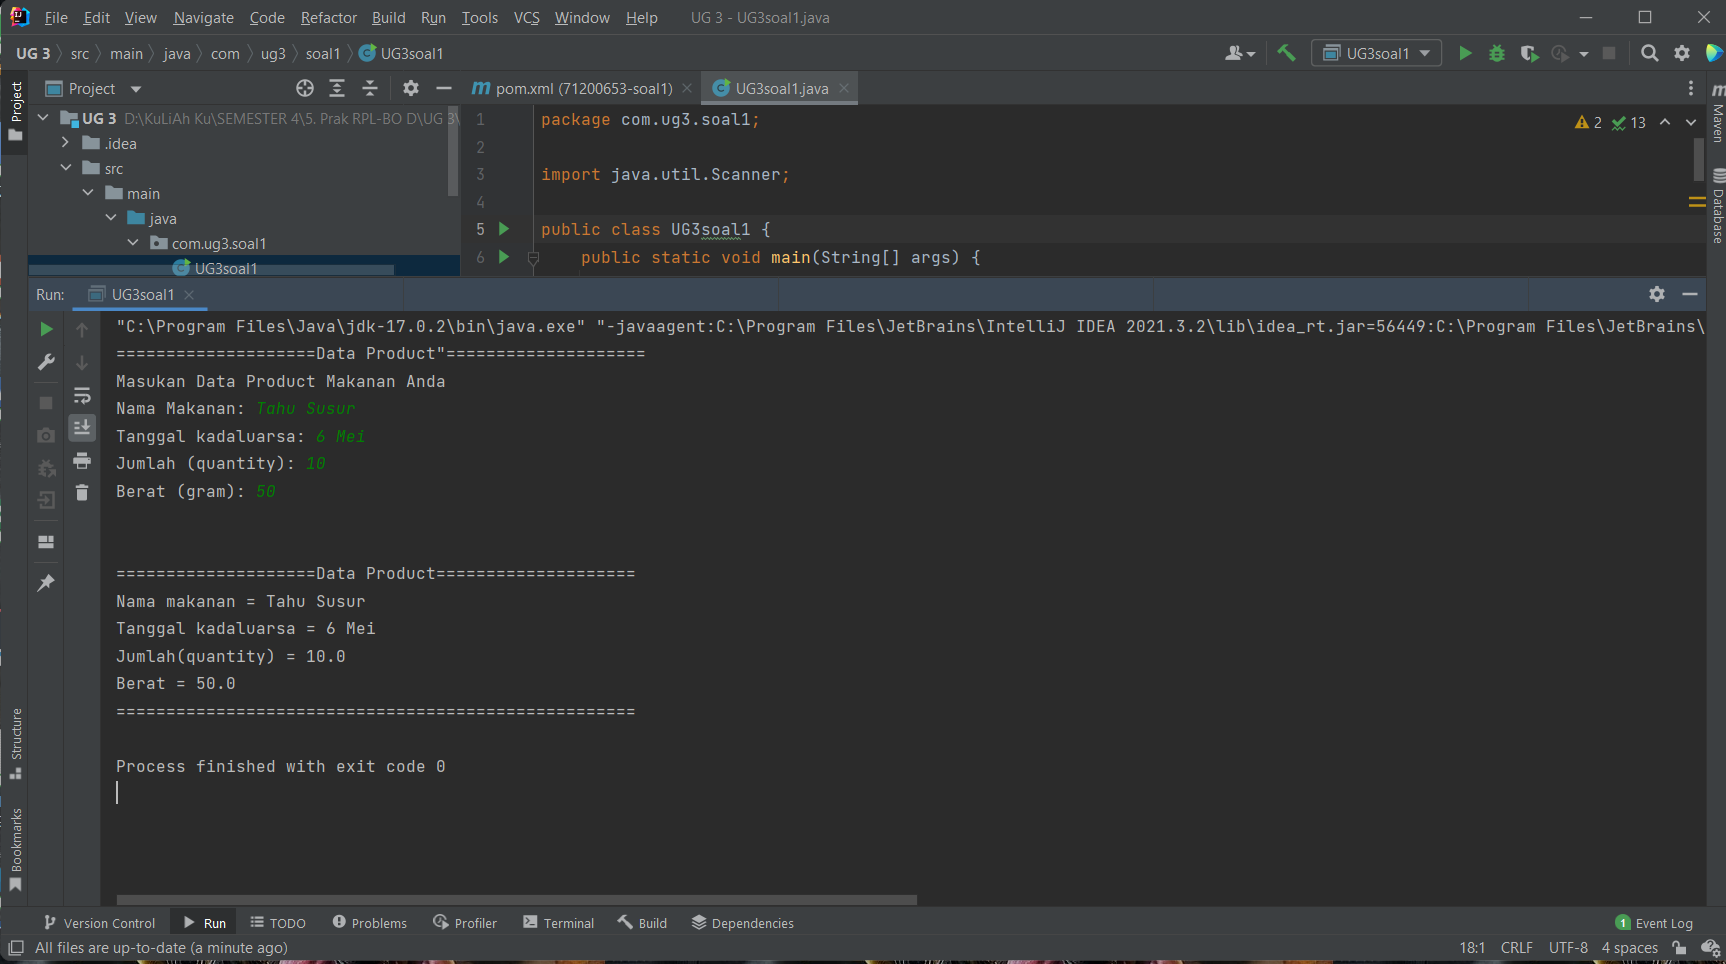 File Edit View Navigate Code Refactor Build Run Tools VCS Window Help UG 3 - UG3soal1.java
UG 3 src main java com ug3 soal1 UG3soal1 UG3soal1
Project
Project pom.xml (71200653-soal1) UG3soal1.java
Maven
Database
UG 3 D:\KuLiAh Ku\SEMESTER 4\5. Prak RPL-BO D\UG 3\
.idea
src
main
java
com.ug3.soal1
UG3soal1
2 13
1 package com.ug3.soal1;
2
3 import java.util.Scanner;
4
5 public class UG3soal1 {
6 public static void main(String[] args) {
Run: UG3soal1
"C:\Program Files\Java\jdk-17.0.2\bin\java.exe" "-javaagent:C:\Program Files\JetBrains\IntelliJ IDEA 2021.3.2\lib\idea_rt.jar=56449:C:\Program Files\JetBrains\
====================Data Product"====================
Masukan Data Product Makanan Anda
Nama Makanan: Tahu Susur
Tanggal kadaluarsa: 6 Mei
Jumlah (quantity): 10
Berat (gram): 50
====================Data Product====================
Nama makanan = Tahu Susur
Tanggal kadaluarsa = 6 Mei
Jumlah(quantity) = 10.0
Berat = 50.0
====================================================
Process finished with exit code 0
Structure
Bookmarks
Version Control Run TODO Problems Profiler Terminal Build Dependencies 1 Event Log
All files are up-to-date (a minute ago) 18:1 CRLF UTF-8 4 spaces